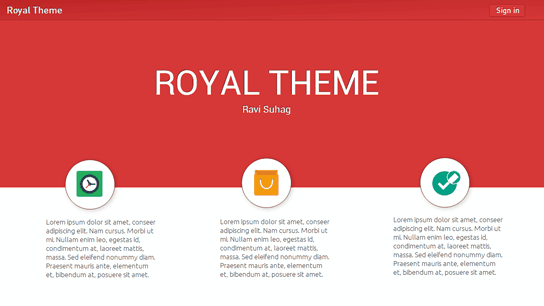 Royal Theme
Sign in
ROYAL THEME
Ravi Suhag
Lorem ipsum dolor sit amet, conseer
adipiscing elit. Nam cursus. Morbi ut
mi. Nullam enim leo, egestas id,
condimentum at, laoreet mattis,
massa. Sed eleifend nonummy diam.
Praesent mauris ante, elementum
et, bibendum at, posuere sit amet.
Lorem ipsum dolor sit amet, conseer
adipiscing elit. Nam cursus. Morbi ut
mi. Nullam enim leo, egestas id,
condimentum at, laoreet mattis,
massa. Sed eleifend nonummy diam.
Praesent mauris ante, elementum
et, bibendum at, posuere sit amet.
Lorem ipsum dolor sit amet, conseer
adipiscing elit. Nam cursus. Morbi ut
mi. Nullam enim leo, egestas id,
condimentum at, laoreet mattis,
massa. Sed eleifend nonummy diam.
Praesent mauris ante, elementum
et, bibendum at, posuere sit amet.